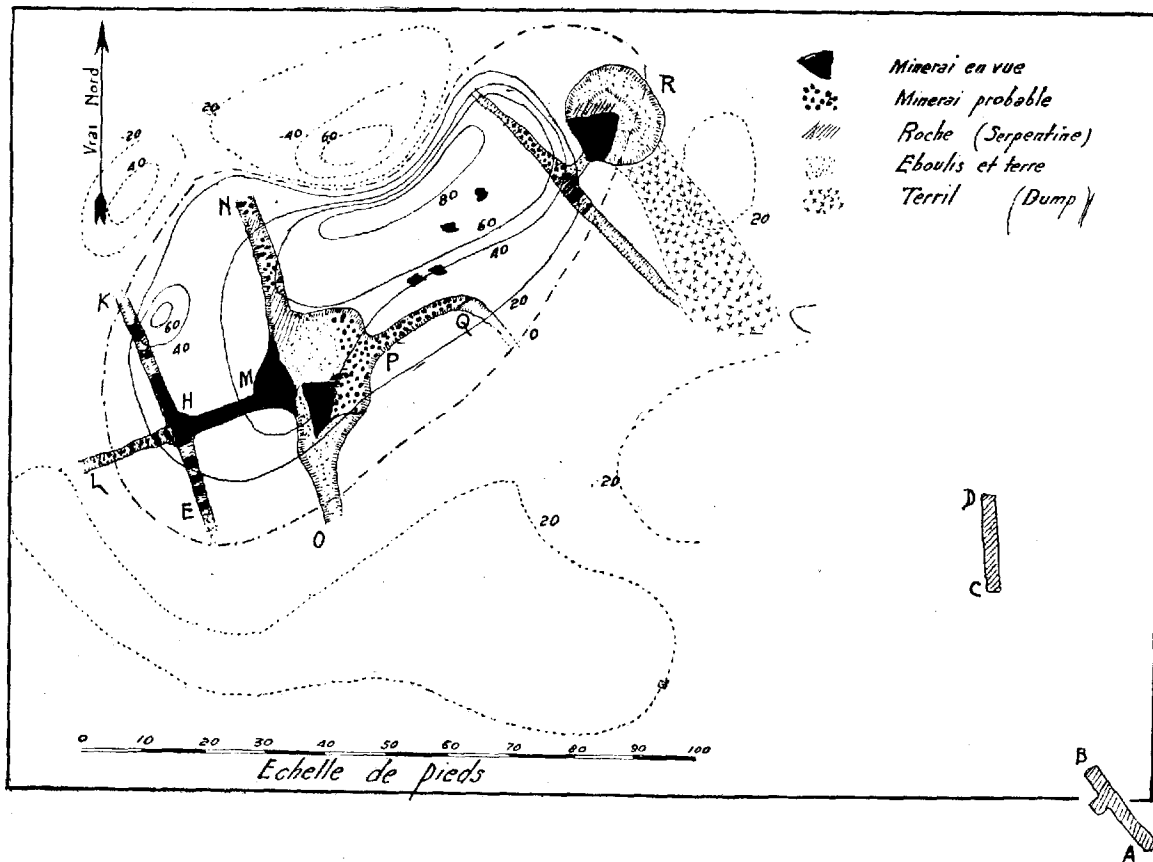 Vrai Nord
Minerai en vue
Minerai probable
Roche (Serpentine)
Eboulis et terre
Terril (Dump)
R
20
-20
40
-40
60
N
80
60
40
20
20
K
60
40
M
H
P
Q
O
L
E
O
20
-20
D
C
0 10 20 30 40 50 60 70 80 90 100
Echelle de pieds
B
A